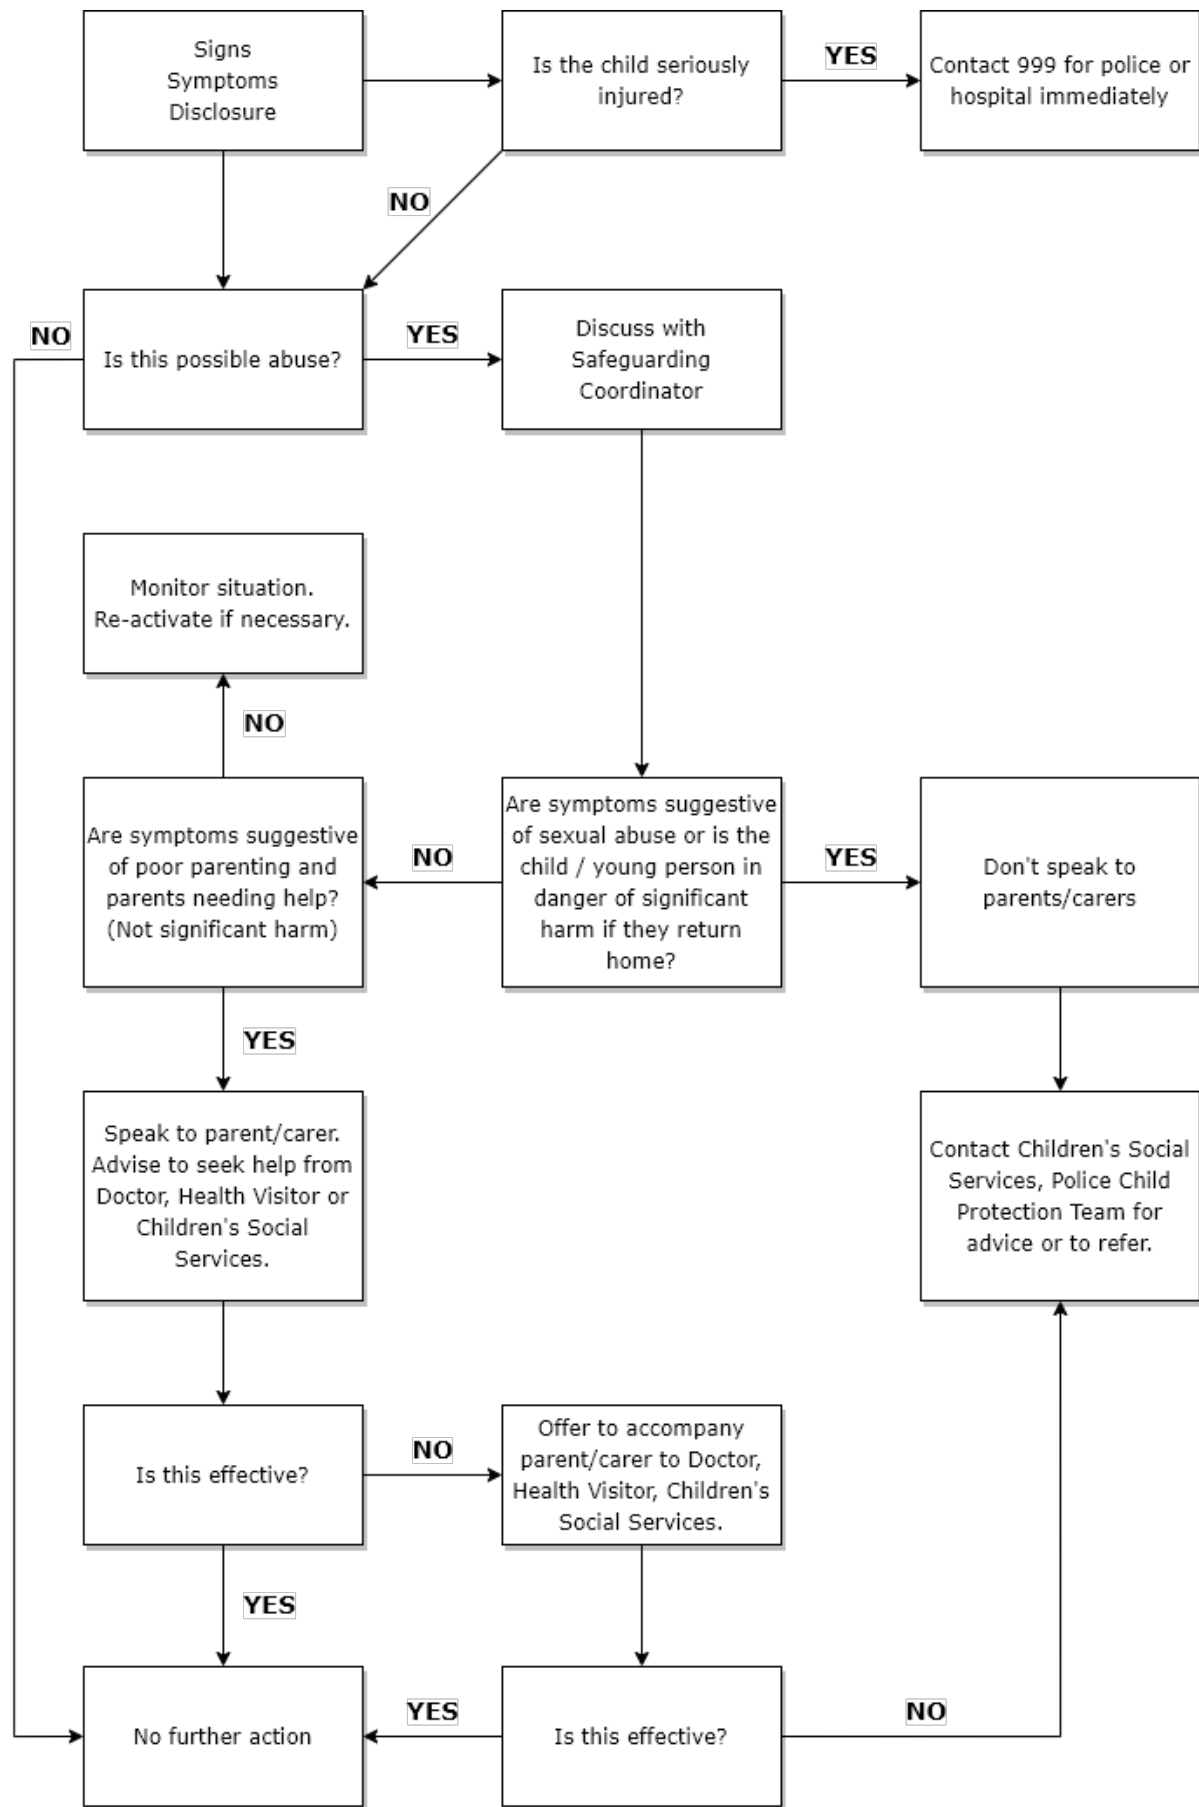 Signs
Symptoms
Disclosure
Is the child seriously
injured?
YES
Contact 999 for police or
hospital immediately
NO
NO
Is this possible abuse?
YES
Discuss with
Safeguarding
Coordinator
Monitor situation.
Re-activate if necessary.
NO
Are symptoms suggestive
of poor parenting and
parents needing help?
(Not significant harm)
NO
Are symptoms suggestive
of sexual abuse or is the
child / young person in
danger of significant
harm if they return
home?
YES
Don't speak to
parents/carers
YES
Speak to parent/carer.
Advise to seek help from
Doctor, Health Visitor or
Children's Social
Services.
Contact Children's Social
Services, Police Child
Protection Team for
advice or to refer.
Is this effective?
NO
Offer to accompany
parent/carer to Doctor,
Health Visitor, Children's
Social Services.
YES
No further action
YES
Is this effective?
NO